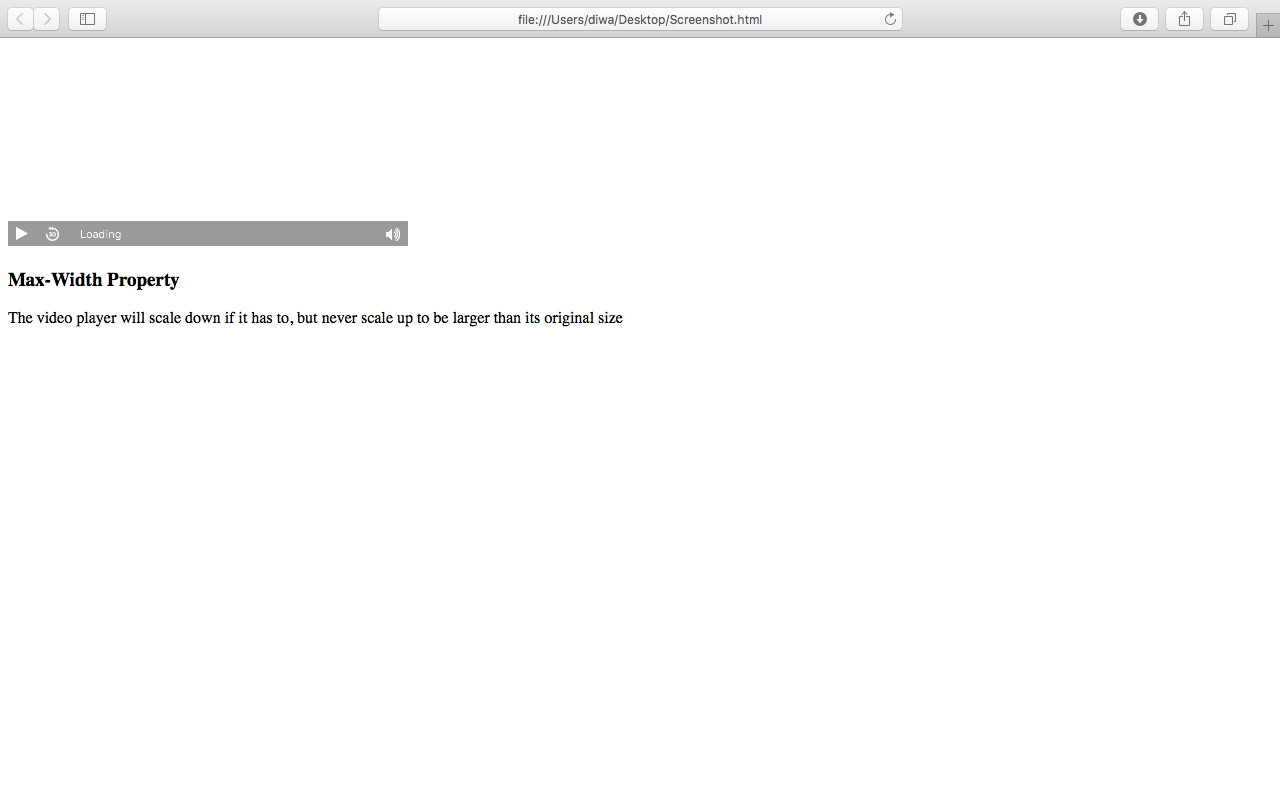 file:///Users/diwa/Desktop/Screenshot.html
30
Loading
Max-Width Property
The video player will scale down if it has to, but never scale up to be larger than its original size